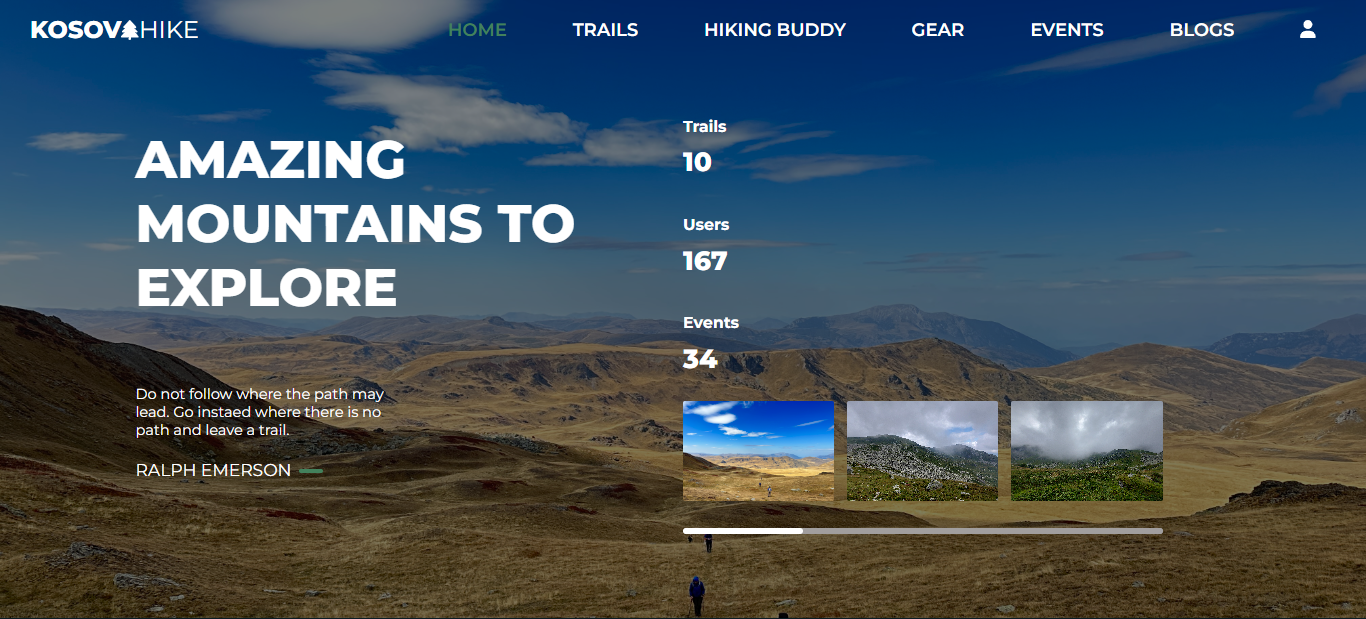 KOSOVAHIKE
HOME
TRAILS
HIKING BUDDY
GEAR
EVENTS
BLOGS
AMAZING
MOUNTAINS TO
EXPLORE
Do not follow where the path may
lead. Go instaed where there is no
path and leave a trail.
RALPH EMERSON
Trails
10
Users
167
Events
34